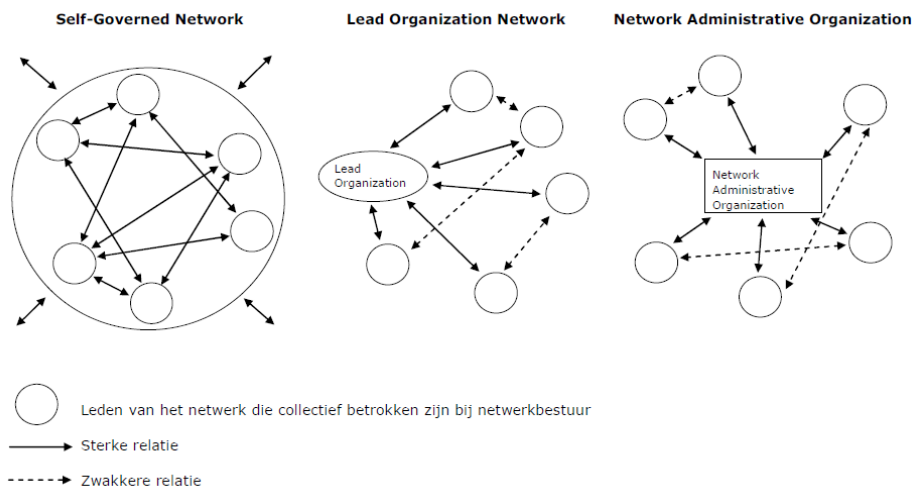 Self-Governed Network
Lead Organization Network
Network Administrative Organization
Lead
Organization
Network
Administrative
Organization
Leden van het netwerk die collectief betrokken zijn bij netwerkbestuur
Sterke relatie
Zwakkere relatie